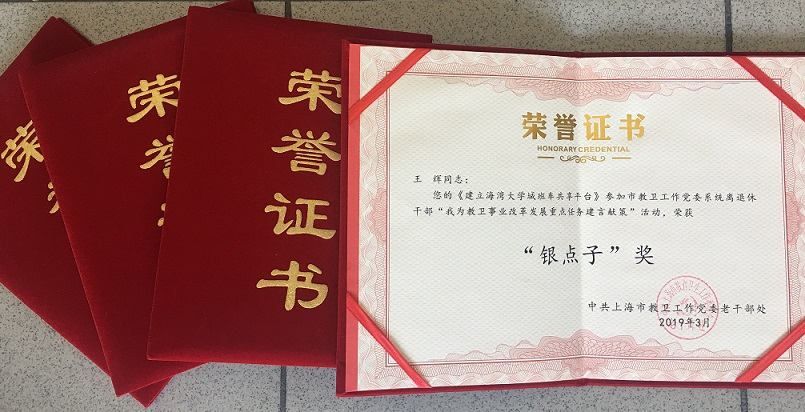 荣誉证书
荣誉证书
荣誉证书
荣誉证书
HONORARY CREDENTIAL
王 辉同志：
您的《建立海湾大学城班车共享平台》参加市教卫工作党委系统离退休
干部“我为教卫事业改革发展重点任务建言献策”活动，荣获
“银点子”奖
中共上海市教卫工作党委老干部处
2019年3月